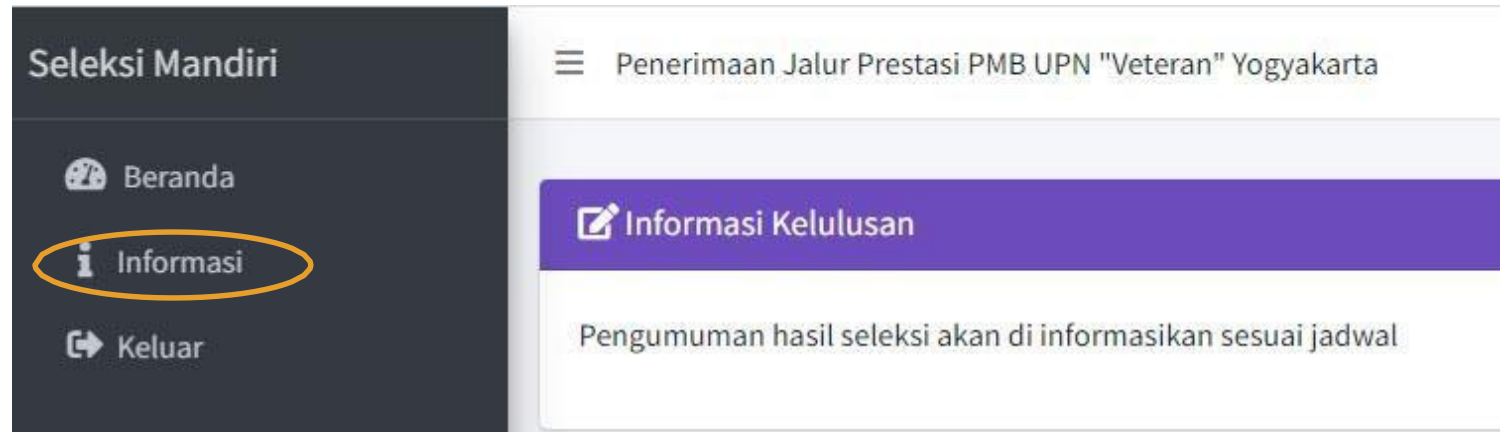 Seleksi Mandiri
Beranda
Informasi
Keluar
Penerimaan Jalur Prestasi PMB UPN "Veteran" Yogyakarta
Informasi Kelulusan
Pengumuman hasil seleksi akan di informasikan sesuai jadwal